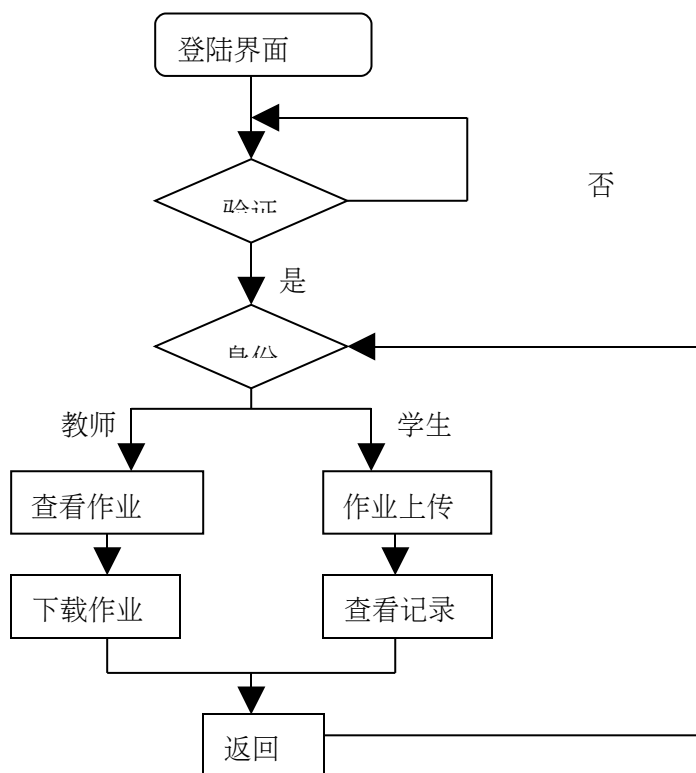 登陆界面
验证
否
是
身份
教师
学生
查看作业
作业上传
下载作业
查看记录
返回